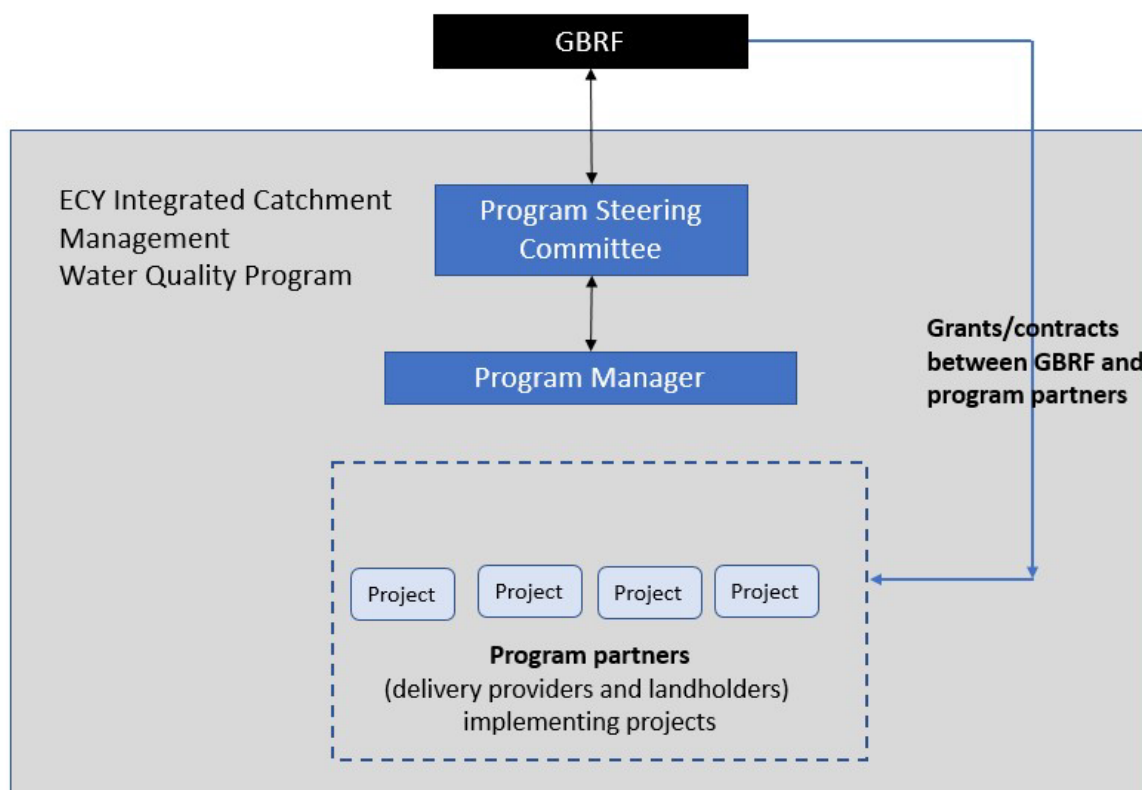 GBRF
ECY Integrated Catchment
Management
Water Quality Program
Program Steering
Committee
Program Manager
Grants/contracts
between GBRF and
program partners
Project
Project
Project
Project
Program partners
(delivery providers and landholders)
implementing projects